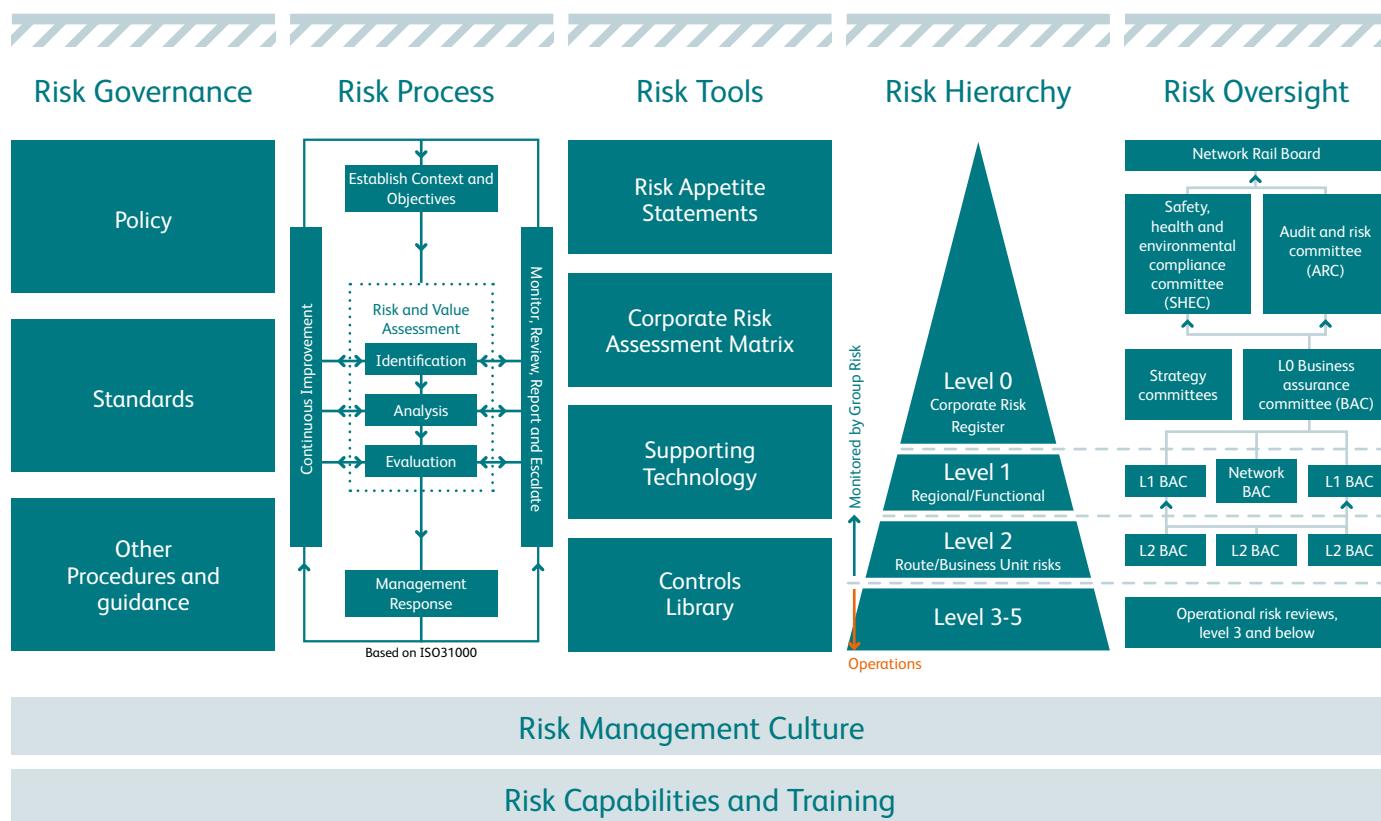 Risk Governance
Policy
Standards
Other
Procedures and
guidance
Risk Process
Establish Context and
Objectives
Continuous Improvement
Risk and Value
Assessment
Identification
Analysis
Evaluation
Monitor, Review, Report and Escalate
Management
Response
Based on ISO31000
Risk Tools
Risk Appetite
Statements
Corporate Risk
Assessment Matrix
Supporting
Technology
Controls
Library
Risk Hierarchy
Monitored by Group Risk
Level 0
Corporate Risk
Register
Level 1
Regional/Functional
Level 2
Route/Business Unit risks
Level 3-5
Operations
Risk Oversight
Network Rail Board
Safety,
health and
environmental
compliance
committee
(SHEC)
Audit and risk
committee
(ARC)
Strategy
committees
L0 Business
assurance
committee (BAC)
L1 BAC
Network
BAC
L1 BAC
L2 BAC
L2 BAC
L2 BAC
Operational risk reviews,
level 3 and below
Risk Management Culture
Risk Capabilities and Training